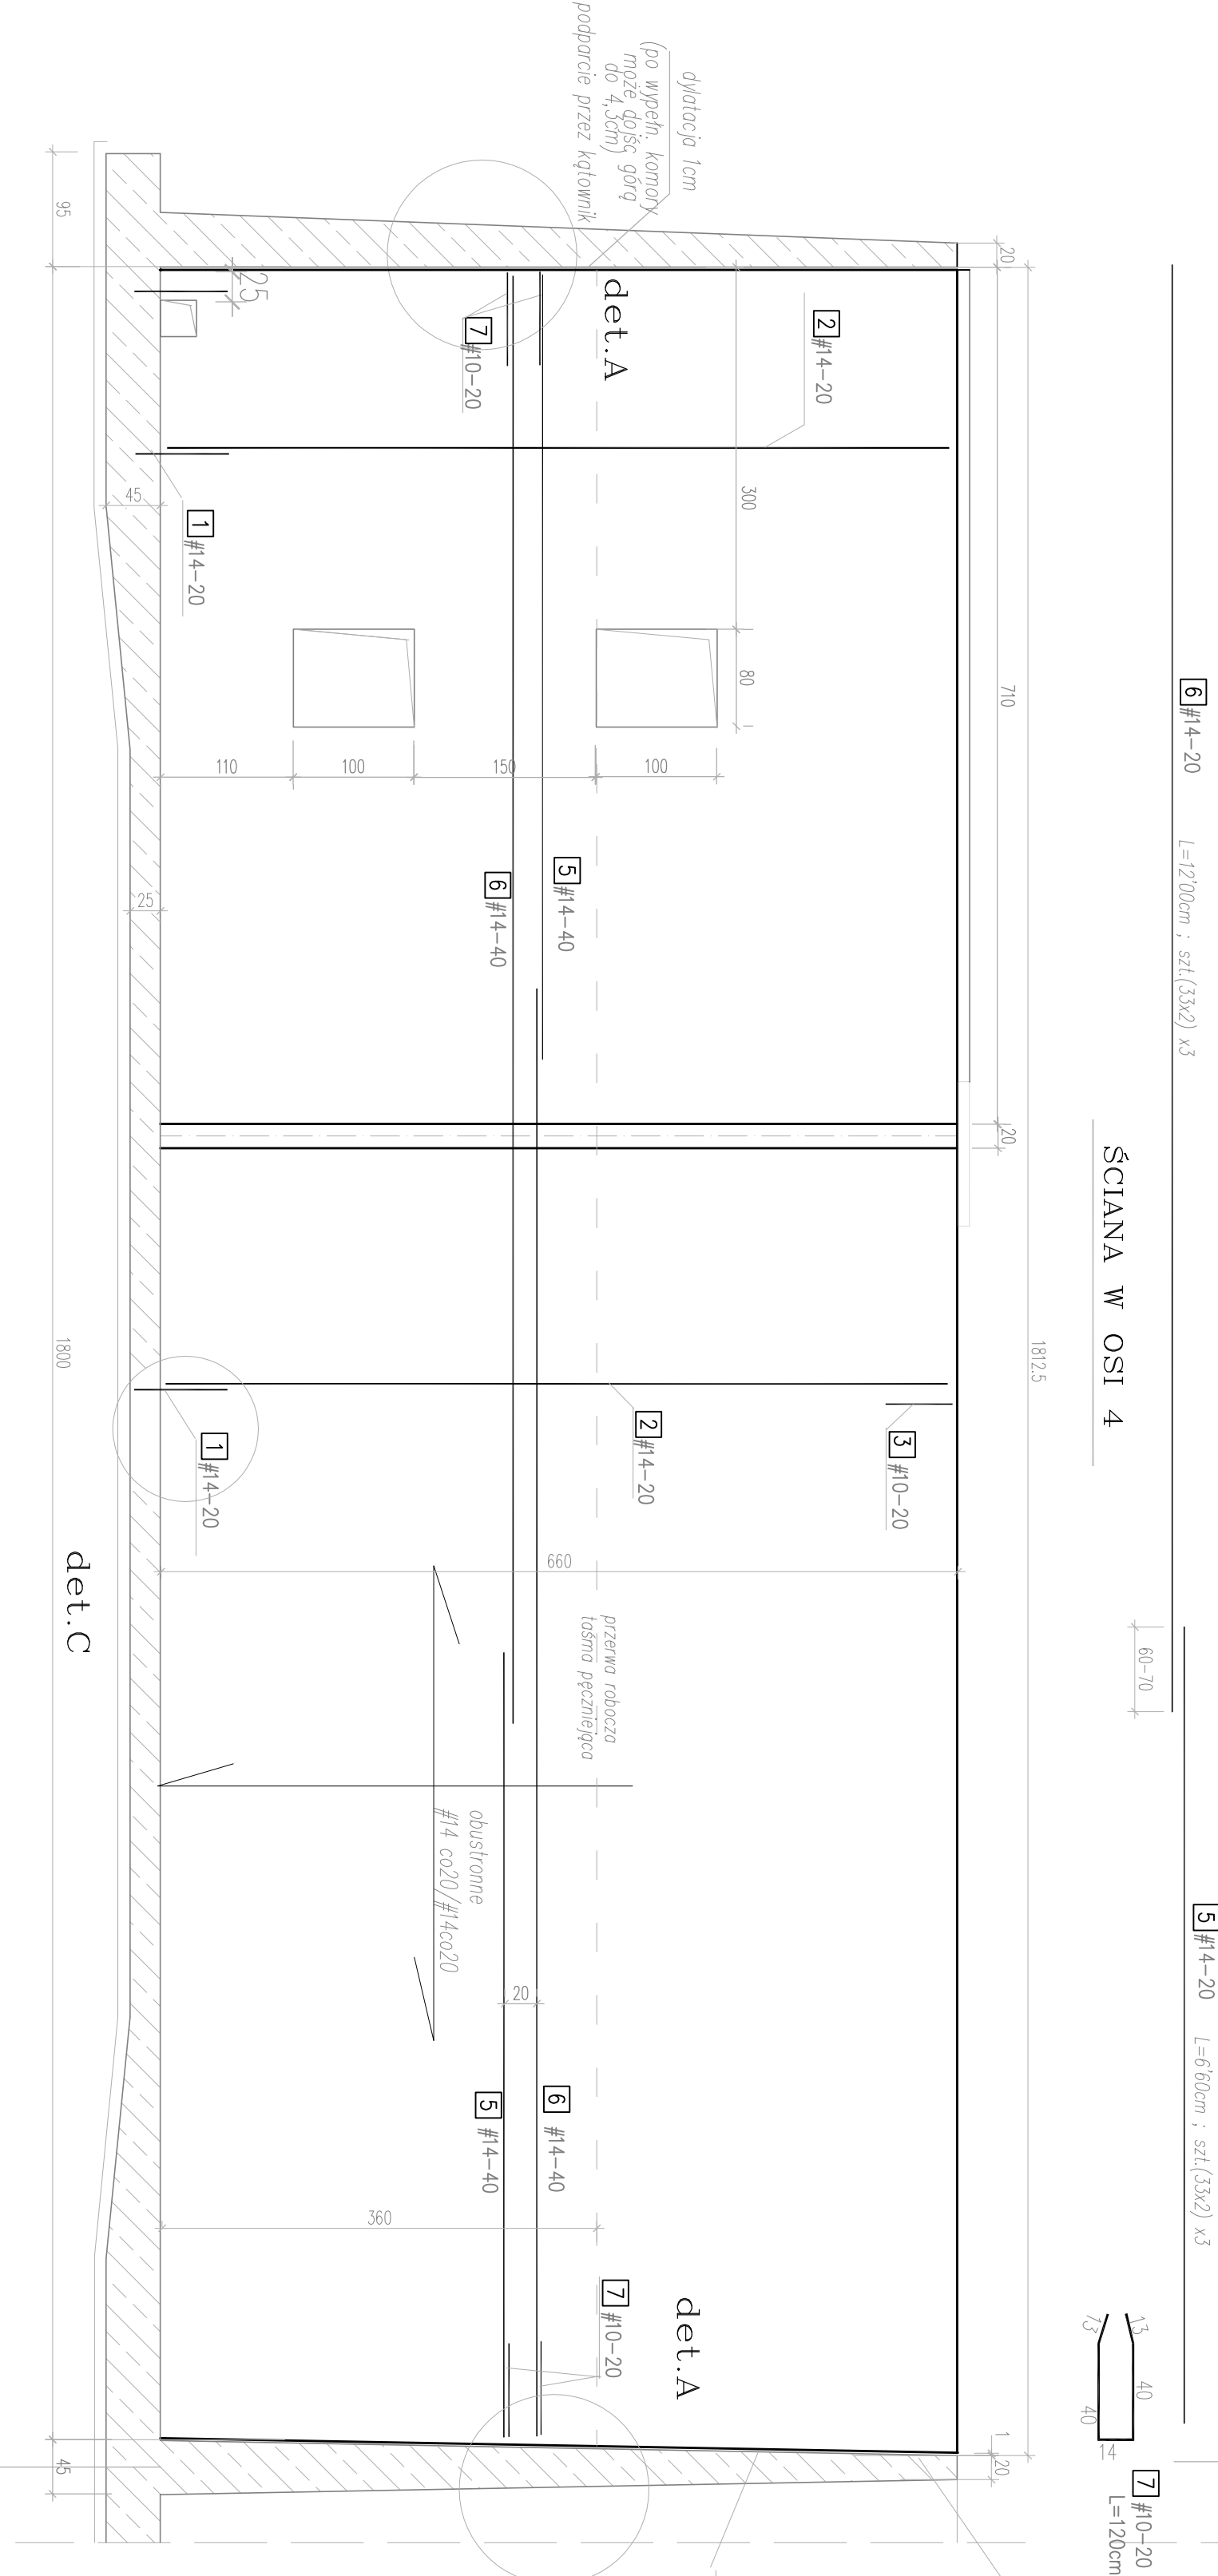 6 #14-20
L=12'00cm ; szt.(33x2) x3
5 #14-20
L=6'60cm ; szt.(33x2) x3
ŚCIANA W OSI 4
60-70
13
40
73
40
14
7 #10-20
L=120cm
1812.5
20
710
20
1
20
dylatacja 1cm
(po wypełn. komory
może dojść górą
do 4,3cm)
podparcie przez kątownik
det.A
2 #14-20
300
80
100
150
100
110
3 #10-20
2 #14-20
660
przerwa robocza
taśma pęczniejąca
det.A
7 #10-20
7 #10-20
5 #14-40
6 #14-40
obustronne
#14 co20/#14co20
20
6 #14-40
5 #14-40
360
25
1 #14-20
1 #14-20
45
25
det.C
95
1800
45